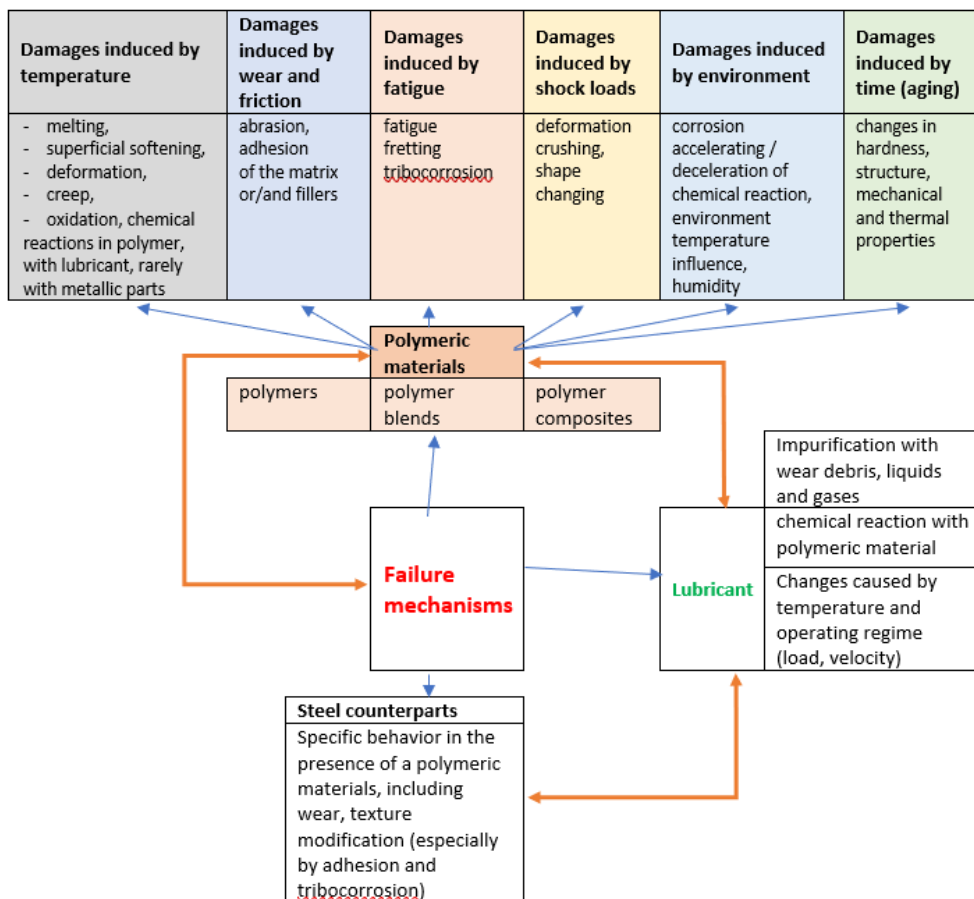 Damages induced by
temperature
Damages
induced by
wear and
friction
Damages
induced by
fatigue
Damages
induced by
shock loads
Damages induced
by environment
Damages
induced by
time (aging)
- melting,
- superficial softening,
- deformation,
- creep,
- oxidation, chemical
reactions in polymer,
with lubricant, rarely
with metallic parts
abrasion,
adhesion
of the matrix
or/and fillers
fatigue
fretting
tribocorrosion
deformation
crushing,
shape
changing
corrosion
accelerating /
deceleration of
chemical reaction,
environment
temperature
influence,
humidity
changes in
hardness,
structure,
mechanical
and thermal
properties
Polymeric
materials
polymers
polymer
blends
polymer
composites
Impurification with
wear debris, liquids
and gases
chemical reaction with
polymeric material
Failure
mechanisms
Lubricant
Changes caused by
temperature and
operating regime
(load, velocity)
Steel counterparts
Specific behavior in the
presence of a polymeric
materials, including
wear, texture
modification (especially
by adhesion and
tribocorrosion)